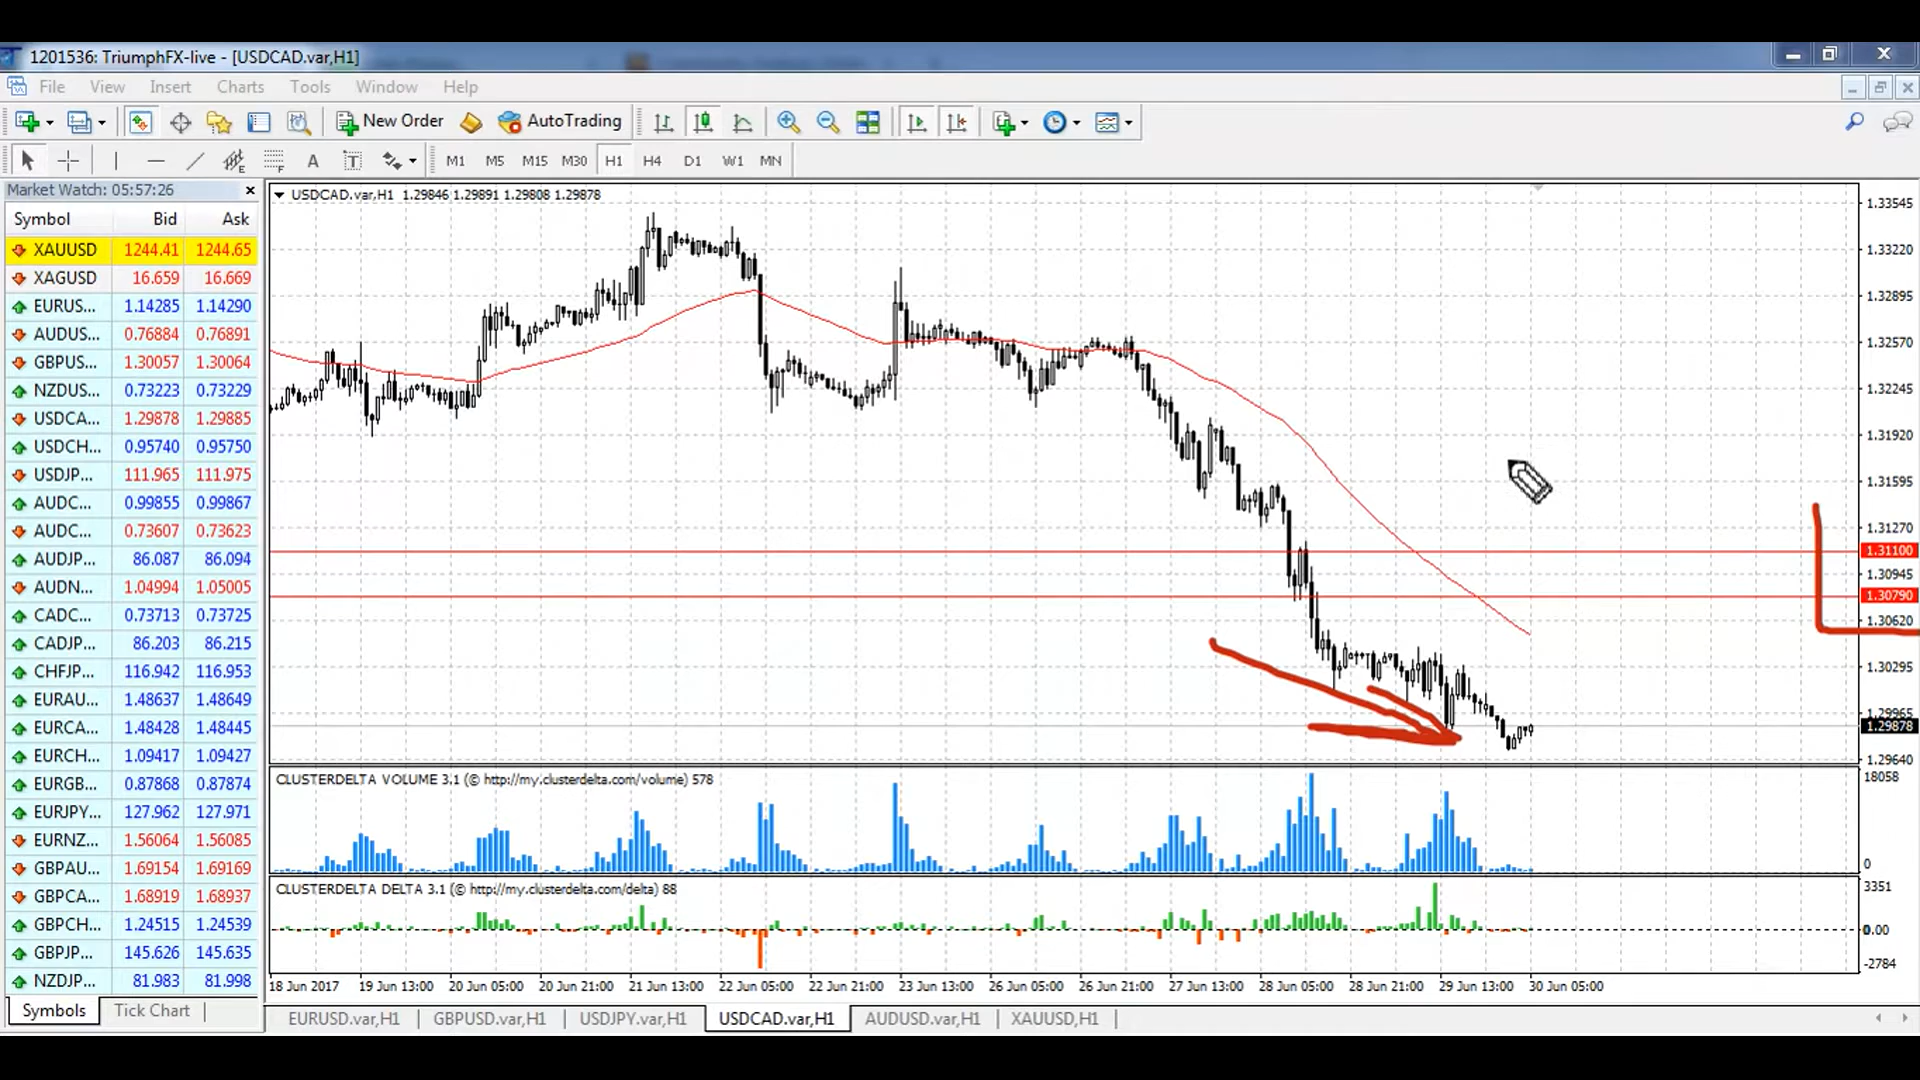 1201536: TriumphFX-live - [USDCAD.var,H1]
File View Insert Charts Tools Window Help
New Order AutoTrading
A T M1 M5 M15 M30 H1 H4 D1 W1 MN
Market Watch: 05:57:26
Symbol Bid Ask
XAUUSD 1244.41 1244.65
XAGUSD 16.659 16.669
EURUS... 1.14285 1.14290
AUDUS... 0.76884 0.76891
GBPUS... 1.30057 1.30064
NZDUS... 0.73223 0.73229
USDCA... 1.29878 1.29885
USDCH... 0.95740 0.95750
USDJP... 111.965 111.975
AUDC... 0.99855 0.99867
AUDC... 0.73607 0.73623
AUDJP... 86.087 86.094
AUDN... 1.04994 1.05005
CADC... 0.73713 0.73725
CADJP... 86.203 86.215
CHFJP... 116.942 116.953
EURAU... 1.48637 1.48649
EURCA... 1.48428 1.48445
EURCH... 1.09417 1.09427
EURGB... 0.87868 0.87874
EURJPY... 127.962 127.971
EURNZ... 1.56064 1.56085
GBPAU... 1.69154 1.69169
GBPCA... 1.68919 1.68937
GBPCH... 1.24515 1.24539
GBPJP... 145.626 145.635
NZDJP... 81.983 81.998
Symbols Tick Chart
USDCAD.var,H1 1.29846 1.29891 1.29808 1.29878
1.33545
1.33220
1.32895
1.32570
1.32245
1.31920
1.31595
1.31270
1.31100
1.30945
1.30790
1.30620
1.30295
1.29965
1.29878
1.29640
CLUSTERDELTA VOLUME 3.1 (© http://my.clusterdelta.com/volume) 578
18058
0
CLUSTERDELTA DELTA 3.1 (© http://my.clusterdelta.com/delta) 88
3351
0.00
-2784
18 Jun 2017 19 Jun 13:00 20 Jun 05:00 20 Jun 21:00 21 Jun 13:00 22 Jun 05:00 22 Jun 21:00 23 Jun 13:00 26 Jun 05:00 26 Jun 21:00 27 Jun 13:00 28 Jun 05:00 28 Jun 21:00 29 Jun 13:00 30 Jun 05:00
EURUSD.var,H1 GBPUSD.var,H1 USDJPY.var,H1 USDCAD.var,H1 AUDUSD.var,H1 XAUUSD,H1